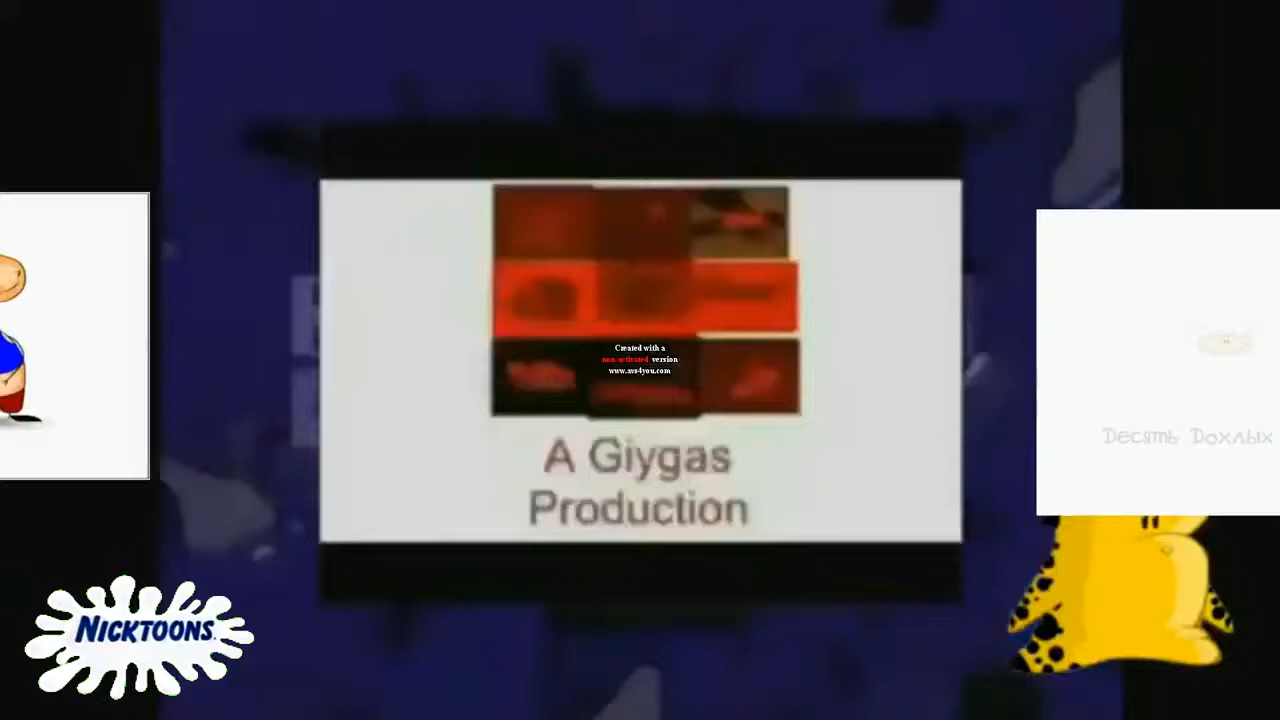 Created with a
non-activated version
www.avs4you.com
A Giygas
Production
Десять Дохлых
NICKTOONS